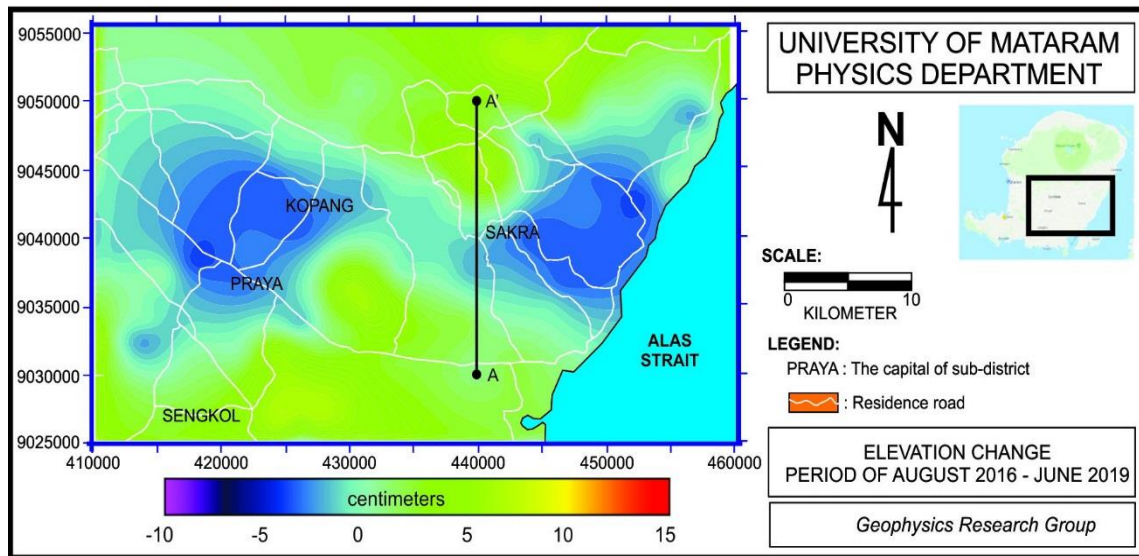 9055000
9050000
9045000
9040000
9035000
9030000
9025000
410000
420000
430000
440000
450000
460000
A'
KOPANG
SAKRA
PRAYA
A
SENGKOL
ALAS
STRAIT
centimeters
-10
-5
0
5
10
15
UNIVERSITY OF MATARAM
PHYSICS DEPARTMENT
N
SCALE:
0
10
KILOMETER
LEGEND:
PRAYA : The capital of sub-district
: Residence road
ELEVATION CHANGE
PERIOD OF AUGUST 2016 - JUNE 2019
Geophysics Research Group